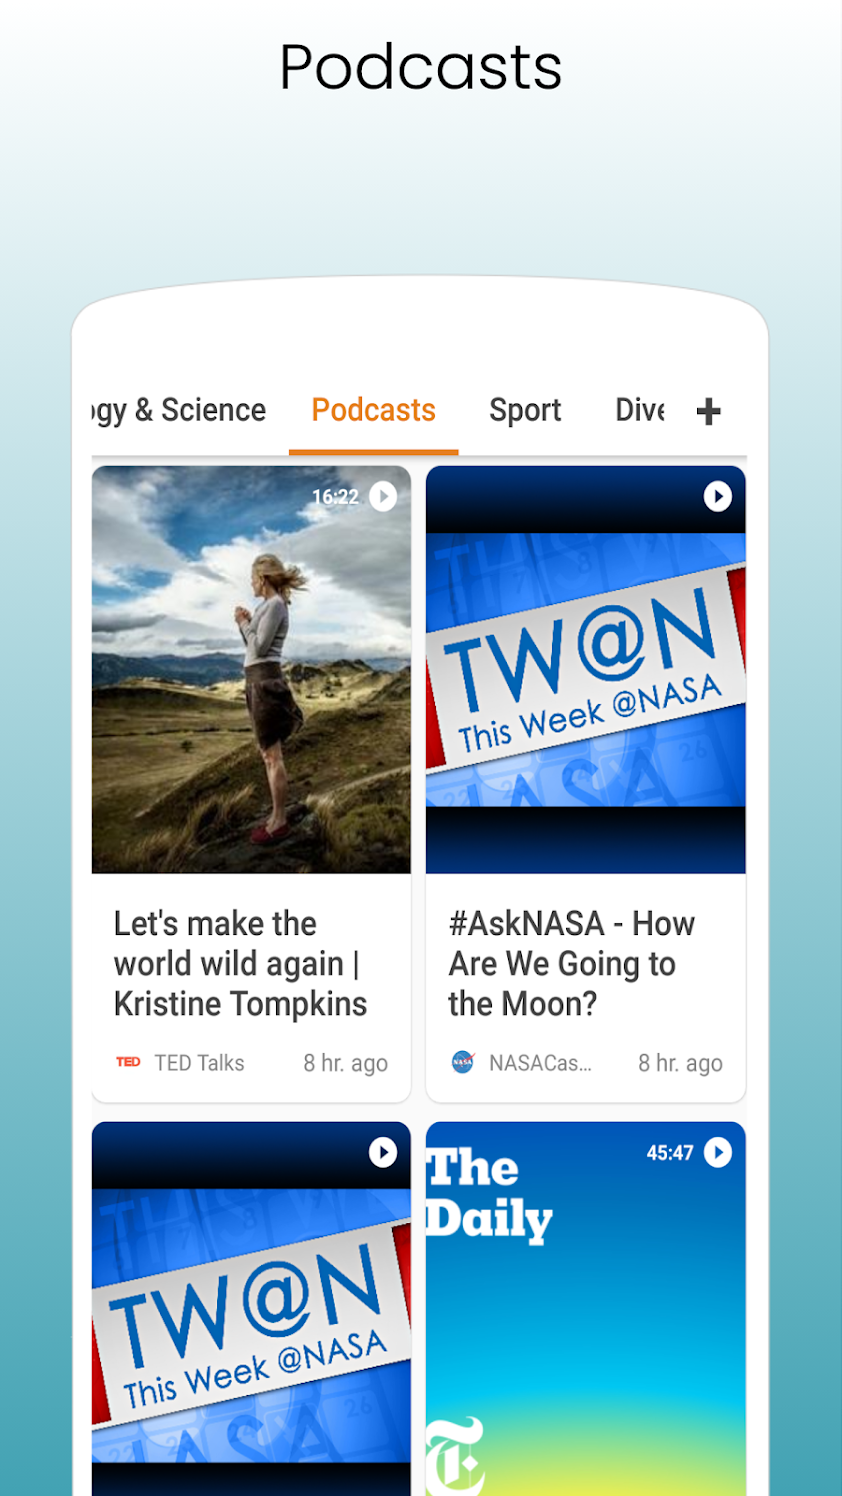 Podcasts
ogy & Science
Podcasts
Sport
Dive
+
16:22
TW@N
This Week @NASA
Let's make the
world wild again |
Kristine Tompkins
TED
TED Talks
8 hr. ago
#AskNASA - How
Are We Going to
the Moon?
NASA
NASACas...
8 hr. ago
TW@N
This Week @NASA
45:47
The
Daily
T